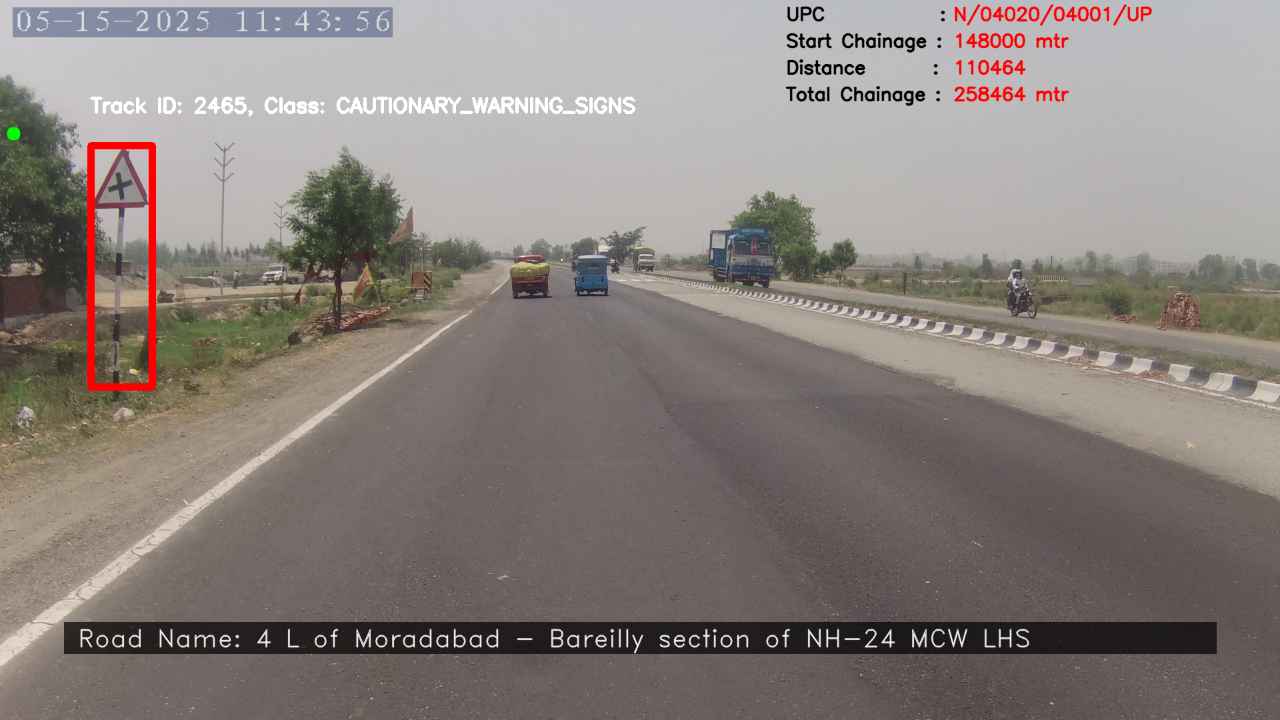 05-15-2025 11:43:56
UPC : N/04020/04001/UP
Start Chainage : 148000 mtr
Distance : 110464
Total Chainage : 258464 mtr
Track ID: 2465, Class: CAUTIONARY_WARNING_SIGNS
Road Name: 4 L of Moradabad - Bareilly section of NH-24 MCW LHS